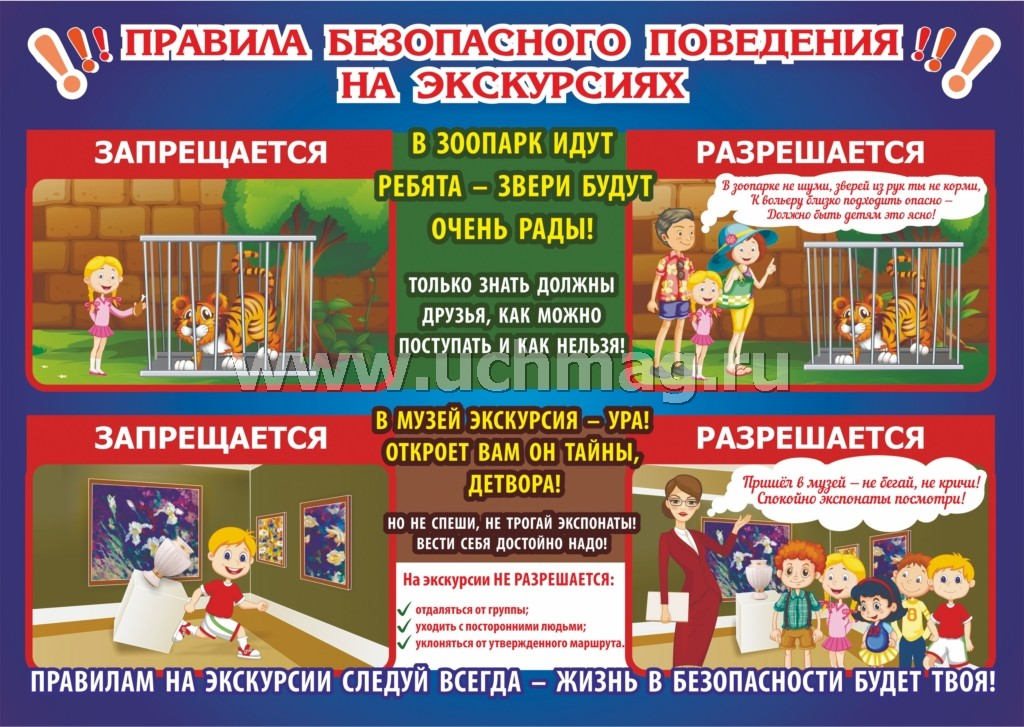 ПРАВИЛА БЕЗОПАСНОГО ПОВЕДЕНИЯ
НА ЭКСКУРСИЯХ
ЗАПРЕЩАЕТСЯ
В ЗООПАРК ИДУТ
РЕБЯТА – ЗВЕРИ БУДУТ
ОЧЕНЬ РАДЫ!
ТОЛЬКО ЗНАТЬ ДОЛЖНЫ
ДРУЗЬЯ, КАК МОЖНО
ПОСТУПАТЬ И КАК НЕЛЬЗЯ!
РАЗРЕШАЕТСЯ
В зоопарке не шуми, зверей из рук ты не корми,
К вольеру близко подходить опасно –
Должно быть детям это ясно!
www.uchmag.ru
ЗАПРЕЩАЕТСЯ
В МУЗЕЙ ЭКСКУРСИЯ – УРА!
ОТКРОЕТ ВАМ ОН ТАЙНЫ,
ДЕТВОРА!
НО НЕ СПЕШИ, НЕ ТРОГАЙ ЭКСПОНАТЫ!
ВЕСТИ СЕБЯ ДОСТОЙНО НАДО!
На экскурсии НЕ РАЗРЕШАЕТСЯ:
отдаляться от группы;
уходить с посторонними людьми;
уклоняться от утвержденного маршрута.
РАЗРЕШАЕТСЯ
Пришёл в музей – не бегай, не кричи!
Спокойно экспонаты посмотри!
8
ПРАВИЛАМ НА ЭКСКУРСИИ СЛЕДУЙ ВСЕГДА – ЖИЗНЬ В БЕЗОПАСНОСТИ БУДЕТ ТВОЯ!